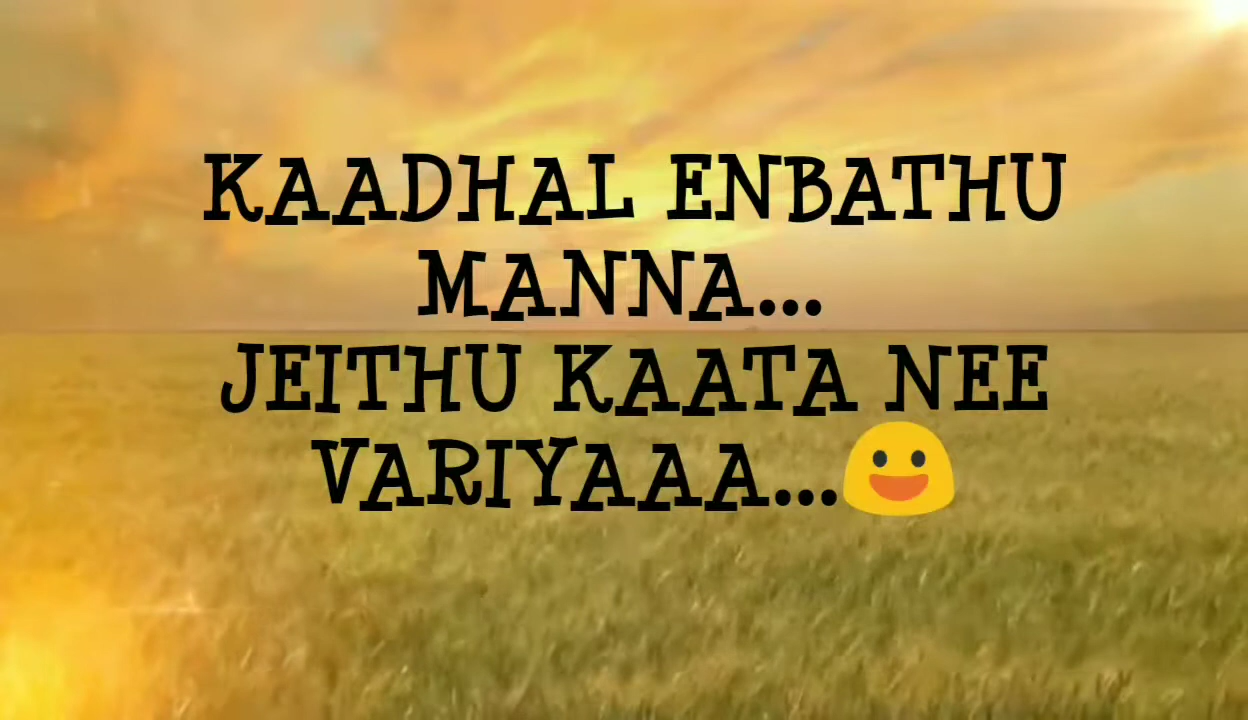 KAADHAL ENBATHU
MANNA...
JEITHU KAATA NEE
VARIYAAA...😃